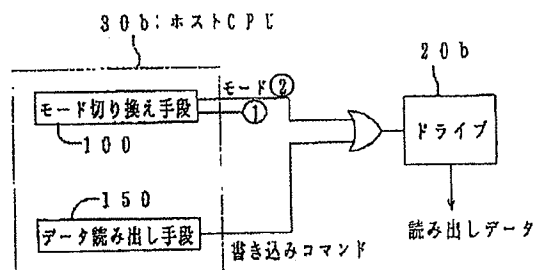 30b:ホストCPU
モード②
20b
モード切り換え手段
①
100
ドライブ
150
データ読み出し手段
書き込みコマンド
読み出しデータ